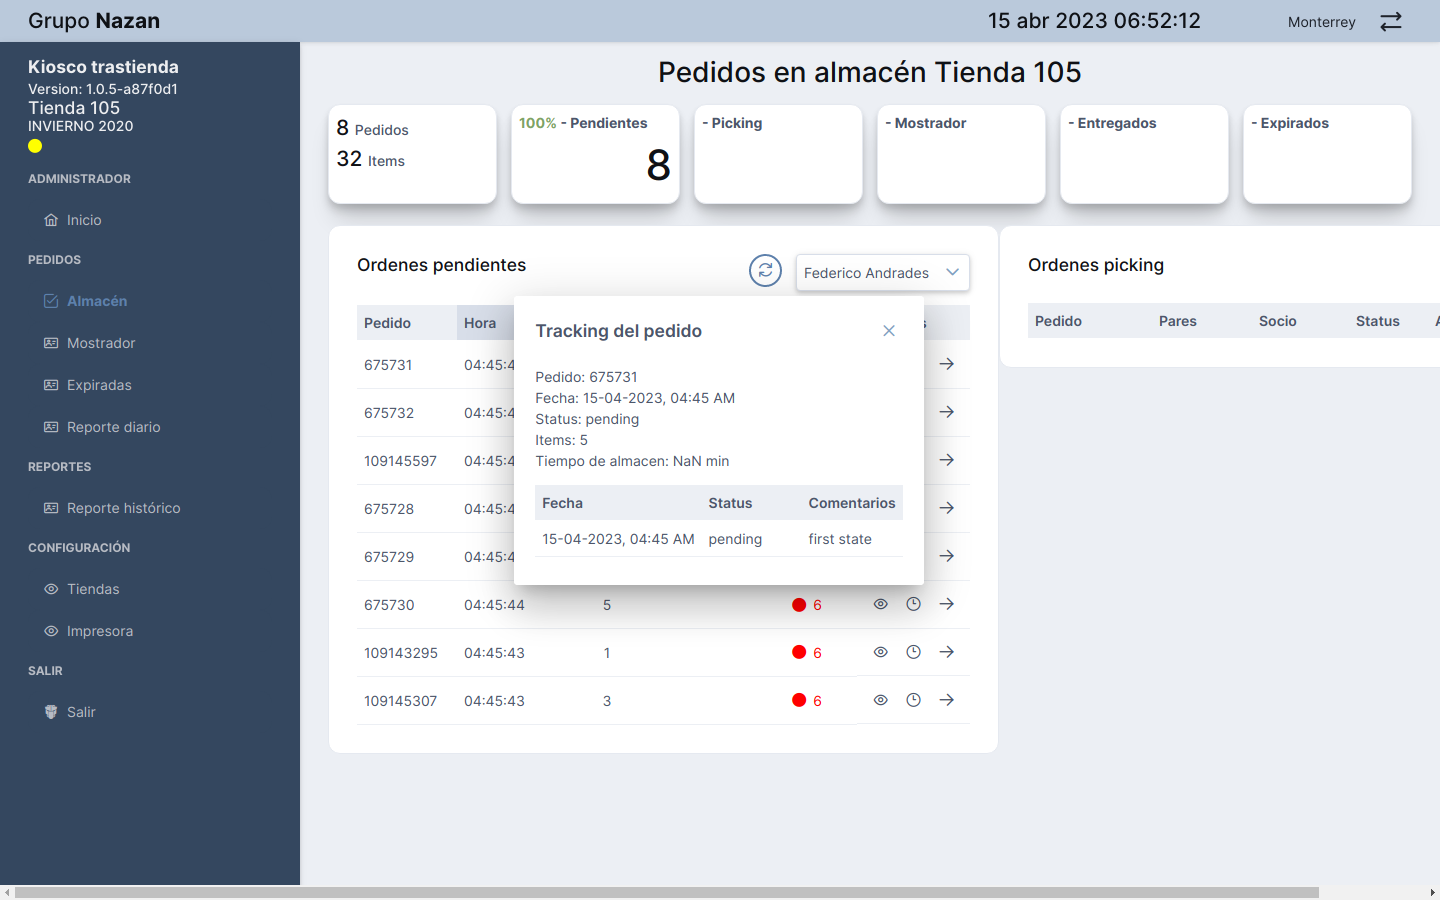 Grupo Nazan
15 abr 2023 06:52:12
Monterrey
Kiosco trastienda
Version: 1.0.5-a87f0d1
Tienda 105
INVIERNO 2020
ADMINISTRADOR
Inicio
PEDIDOS
Almacén
Mostrador
Expiradas
Reporte diario
REPORTES
Reporte histórico
CONFIGURACIÓN
Tiendas
Impresora
SALIR
Salir
Pedidos en almacén Tienda 105
8 Pedidos
32 Items
100% - Pendientes
8
- Picking
- Mostrador
- Entregados
- Expirados
Ordenes pendientes
Federico Andrades
Pedido Hora
675731 04:45:4
675732 04:45:4
109145597 04:45:4
675728 04:45:4
675729 04:45:4
675730 04:45:44 5 6
109143295 04:45:43 1 6
109145307 04:45:43 3 6
Tracking del pedido
Pedido: 675731
Fecha: 15-04-2023, 04:45 AM
Status: pending
Items: 5
Tiempo de almacen: NaN min
Fecha Status Comentarios
15-04-2023, 04:45 AM pending first state
Ordenes picking
Pedido Pares Socio Status